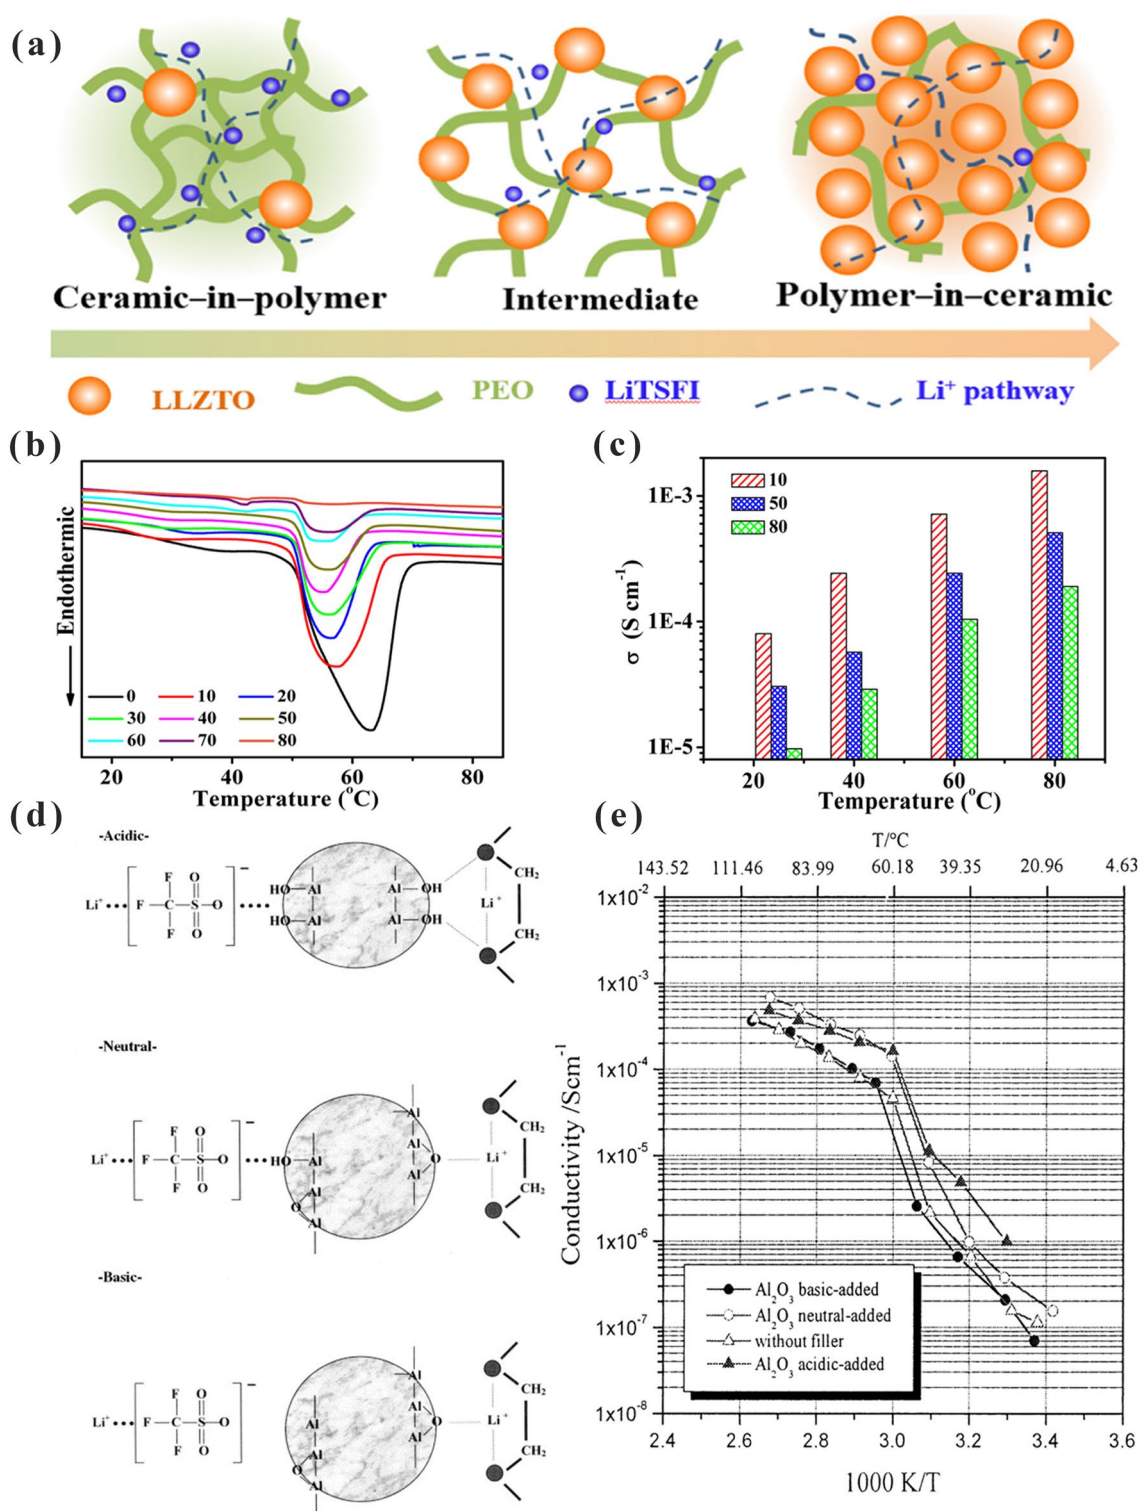 (a)
Ceramic–in–polymer
Intermediate
Polymer–in–ceramic
LLZTO
PEO
LiTSFI
Li⁺ pathway
(b)
Endothermic
0 10 20
30 40 50
60 70 80
20 40 60 80
Temperature (°C)
(c)
10
50
80
1E-3
1E-4
1E-5
σ (S cm⁻¹)
20 40 60 80
Temperature (°C)
(d)
-Acidic-
F O
Li⁺ F C S O
F O
−
HO Al
HO Al
Al OH
Al OH
CH₂
Li⁺
CH₂
-Neutral-
F O
Li⁺ F C S O
F O
−
HO Al
Al
O
Al
Al
Al O
Al
CH₂
Li⁺
CH₂
-Basic-
F O
Li⁺ F C S O
F O
−
Al
Al
O
Al
Al
Al O
Al
CH₂
Li⁺
CH₂
(e)
T/°C
143.52 111.46 83.99 60.18 39.35 20.96 4.63
1x10⁻²
1x10⁻³
1x10⁻⁴
1x10⁻⁵
1x10⁻⁶
1x10⁻⁷
1x10⁻⁸
Conductivity /Scm⁻¹
Al₂O₃ basic-added
Al₂O₃ neutral-added
without filler
Al₂O₃ acidic-added
2.4 2.6 2.8 3.0 3.2 3.4 3.6
1000 K/T